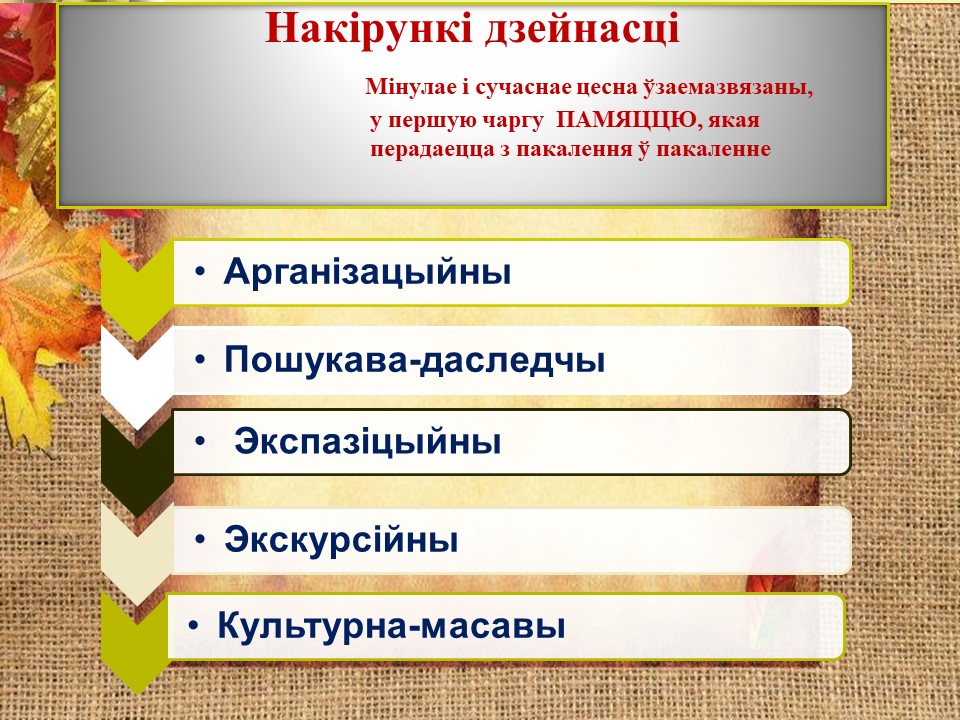 Накірункі дзейнасці
Мінулае і сучаснае цесна ўзаемазвязаны,
у першую чаргу ПАМЯЦЦЮ, якая
перадаецца з пакалення ў пакаленне
• Арганізацыйны
• Пошукава-даследчы
• Экспазіцыйны
• Экскурсійны
• Культурна-масавы